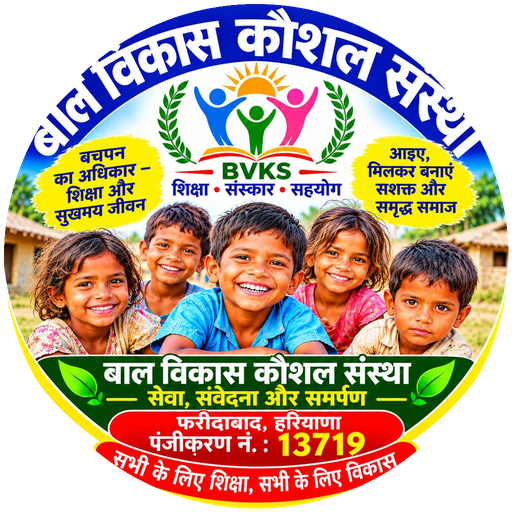 बाल विकास कौशल संस्था
BVKS
शिक्षा • संस्कार • सहयोग
बचपन
का अधिकार –
शिक्षा और
सुखमय जीवन
आइए,
मिलकर बनाएं
सशक्त और
समृद्ध समाज
बाल विकास कौशल संस्था
— सेवा, संवेदना और समर्पण —
फरीदाबाद, हरियाणा
पंजीकरण नं. : 13719
सभी के लिए शिक्षा, सभी के लिए विकास